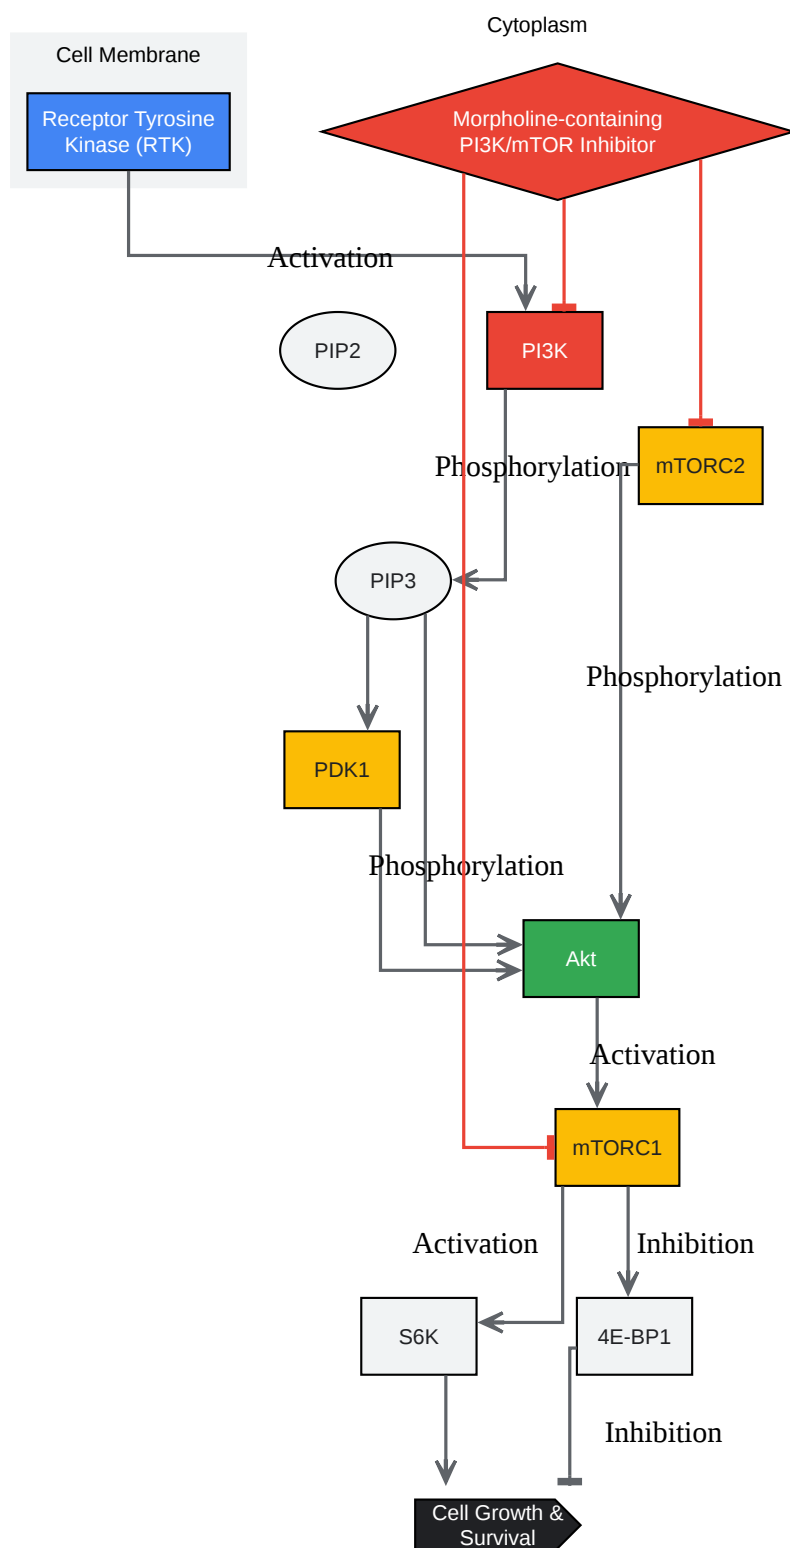 Cytoplasm
Cell Membrane
Receptor Tyrosine
Kinase (RTK)
Morpholine-containing
PI3K/mTOR Inhibitor
Activation
PIP2
PI3K
Phosphorylation
mTORC2
PIP3
Phosphorylation
PDK1
Phosphorylation
Akt
Activation
mTORC1
Activation
Inhibition
S6K
4E-BP1
Inhibition
Cell Growth &
Survival